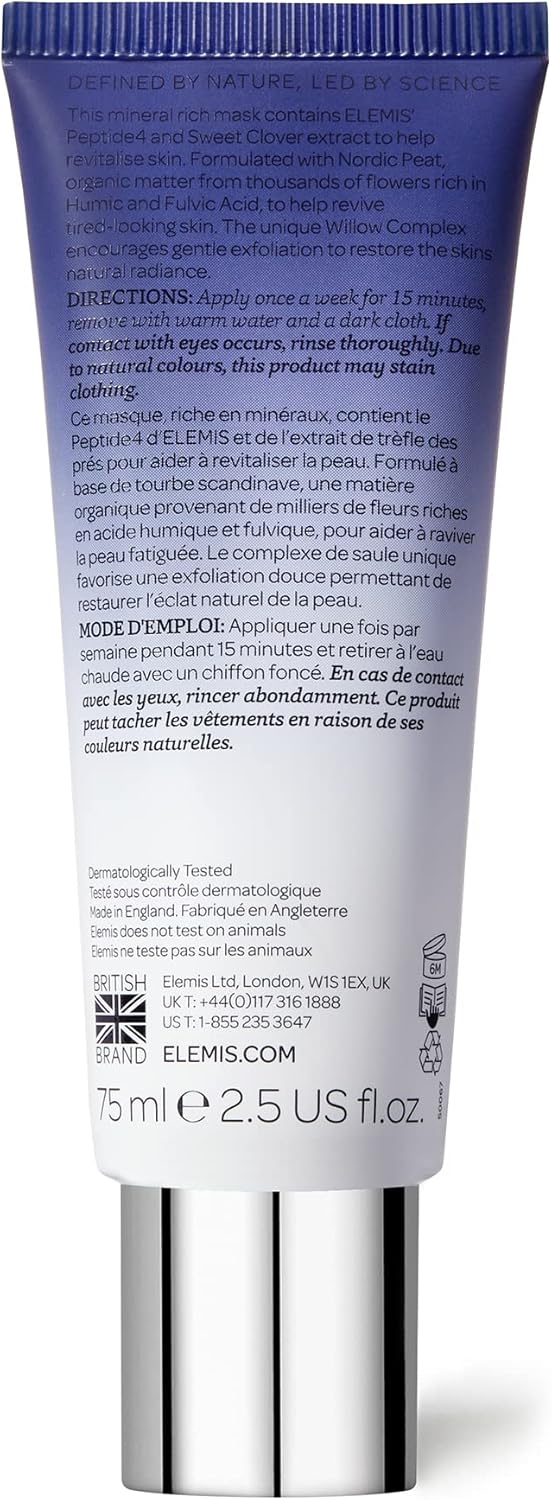 DEFINED BY NATURE, LED BY SCIENCE
This mineral rich mask contains ELEMIS'
Peptide4 and Sweet Clover extract to help
revitalise skin. Formulated with Nordic Peat,
organic matter from thousands of flowers rich in
Humic and Fulvic Acid, to help revive
tired-looking skin. The unique Willow Complex
encourages gentle exfoliation to restore the skins
natural radiance.
DIRECTIONS: Apply once a week for 15 minutes,
remove with warm water and a dark cloth. If
contact with eyes occurs, rinse thoroughly. Due
to natural colours, this product may stain
clothing.
Ce masque, riche en minéraux, contient le
Peptide4 d'ELEMIS et de l'extrait de trèfle des
prés pour aider à revitaliser la peau. Formulé à
base de tourbe scandinave, une matière
organique provenant de milliers de fleurs riches
en acide humique et fulvique, pour aider à raviver
la peau fatiguée. Le complexe de saule unique
favorise une exfoliation douce permettant de
restaurer l'éclat naturel de la peau.
MODE D'EMPLOI: Appliquer une fois par
semaine pendant 15 minutes et retirer à l'eau
chaude avec un chiffon foncé. En cas de contact
avec les yeux, rincer abondamment. Ce produit
peut tacher les vêtements en raison de ses
couleurs naturelles.
Dermatologically Tested
Testé sous contrôle dermatologique
Made in England. Fabriqué en Angleterre
Elemis does not test on animals
Elemis ne teste pas sur les animaux
BRITISH
BRAND
Elemis Ltd, London, W1S 1EX, UK
UK T: +44(0)117 316 1888
US T: 1-855 235 3647
ELEMIS.COM
6M
75 ml e 2.5 US fl.oz.
50067